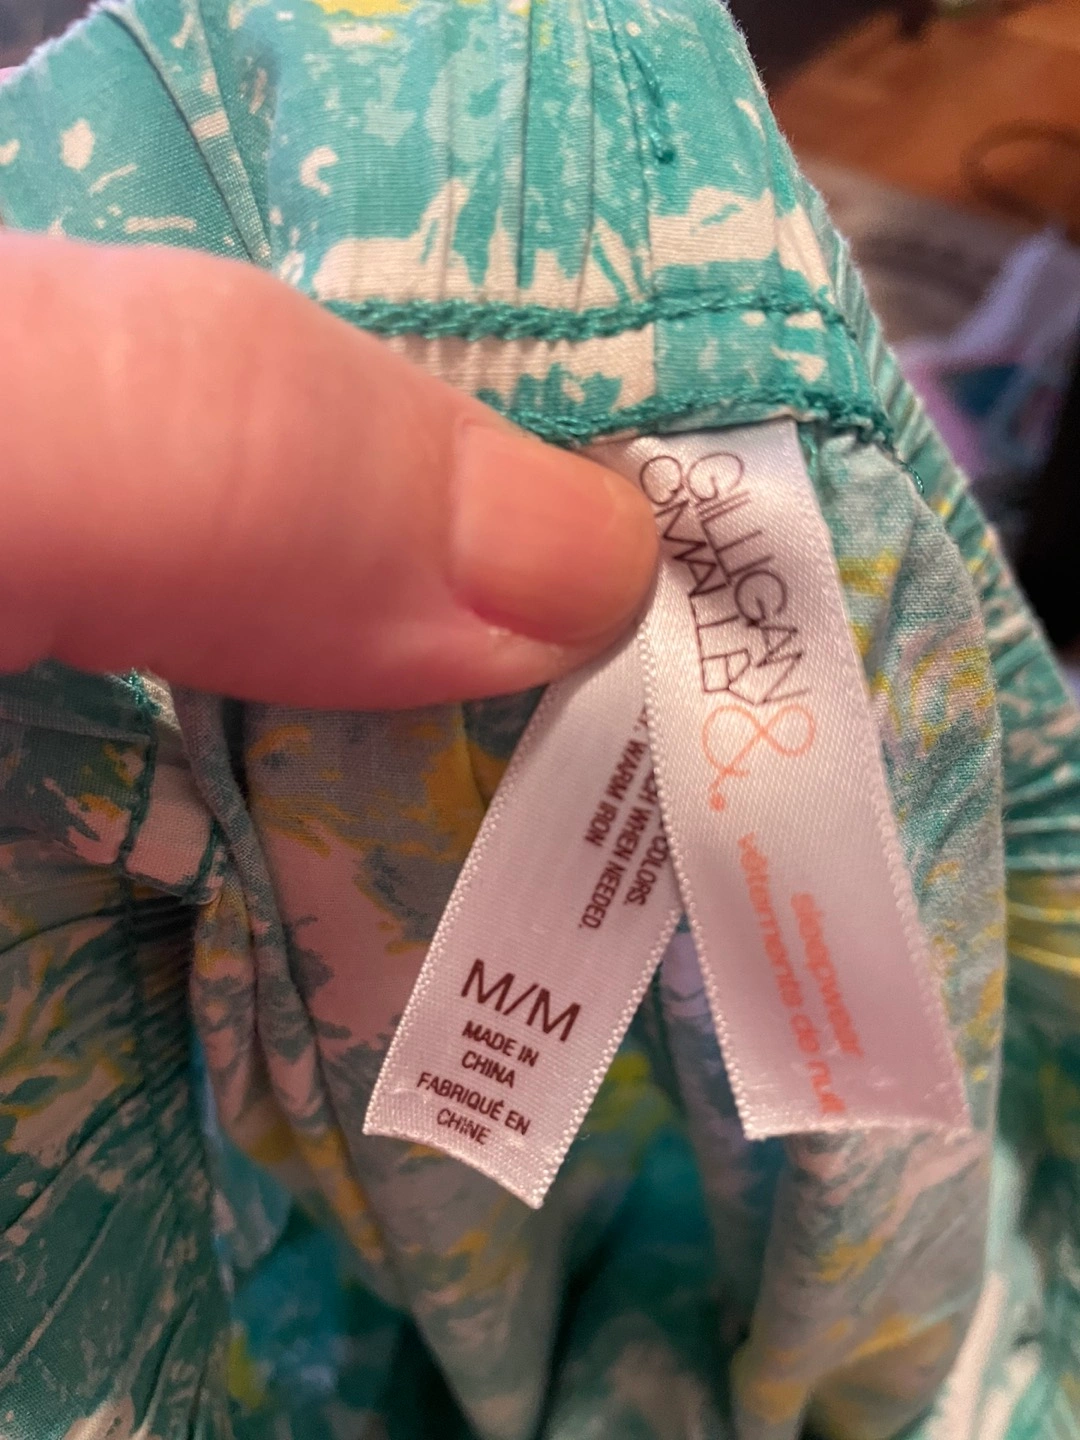 GILLIGAN &
O'MALLEY
sleepwear
vêtements de nuit
COLORS.
WHEN NEEDED.
WARM IRON
M/M
MADE IN
CHINA
FABRIQUÉ EN
CHINE